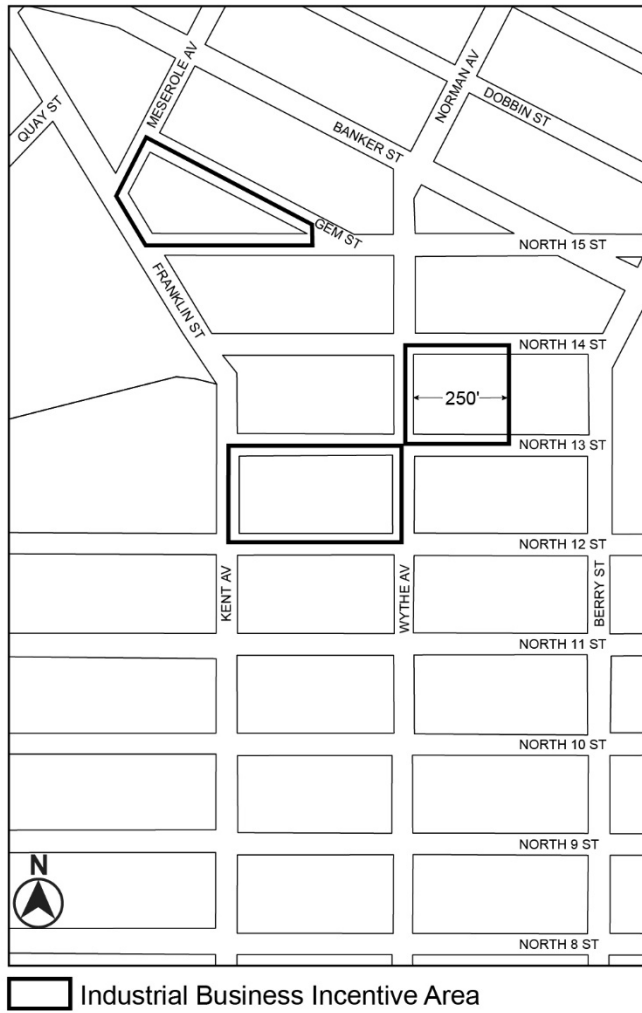 MESEROLE AV
QUAY ST
NORMAN AV
DOBBIN ST
BANKER ST
GEM ST
NORTH 15 ST
FRANKLIN ST
NORTH 14 ST
250'
NORTH 13 ST
NORTH 12 ST
KENT AV
WYTHE AV
BERRY ST
NORTH 11 ST
NORTH 10 ST
NORTH 9 ST
N
NORTH 8 ST
Industrial Business Incentive Area